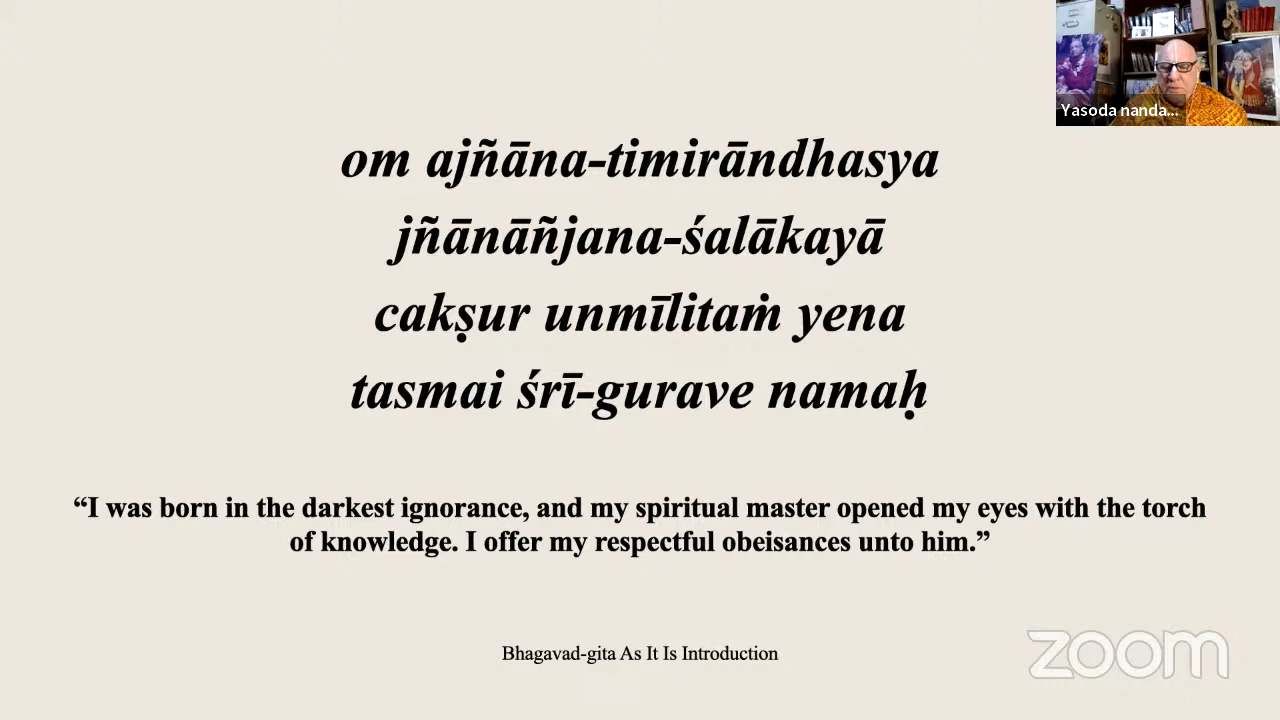 Yasoda nanda...
om ajñāna-timirāndhasya
jñānāñjana-śalākayā
cakṣur unmīlitaṁ yena
tasmai śrī-gurave namaḥ
“I was born in the darkest ignorance, and my spiritual master opened my eyes with the torch
of knowledge. I offer my respectful obeisances unto him.”
Bhagavad-gita As It Is Introduction
zoom